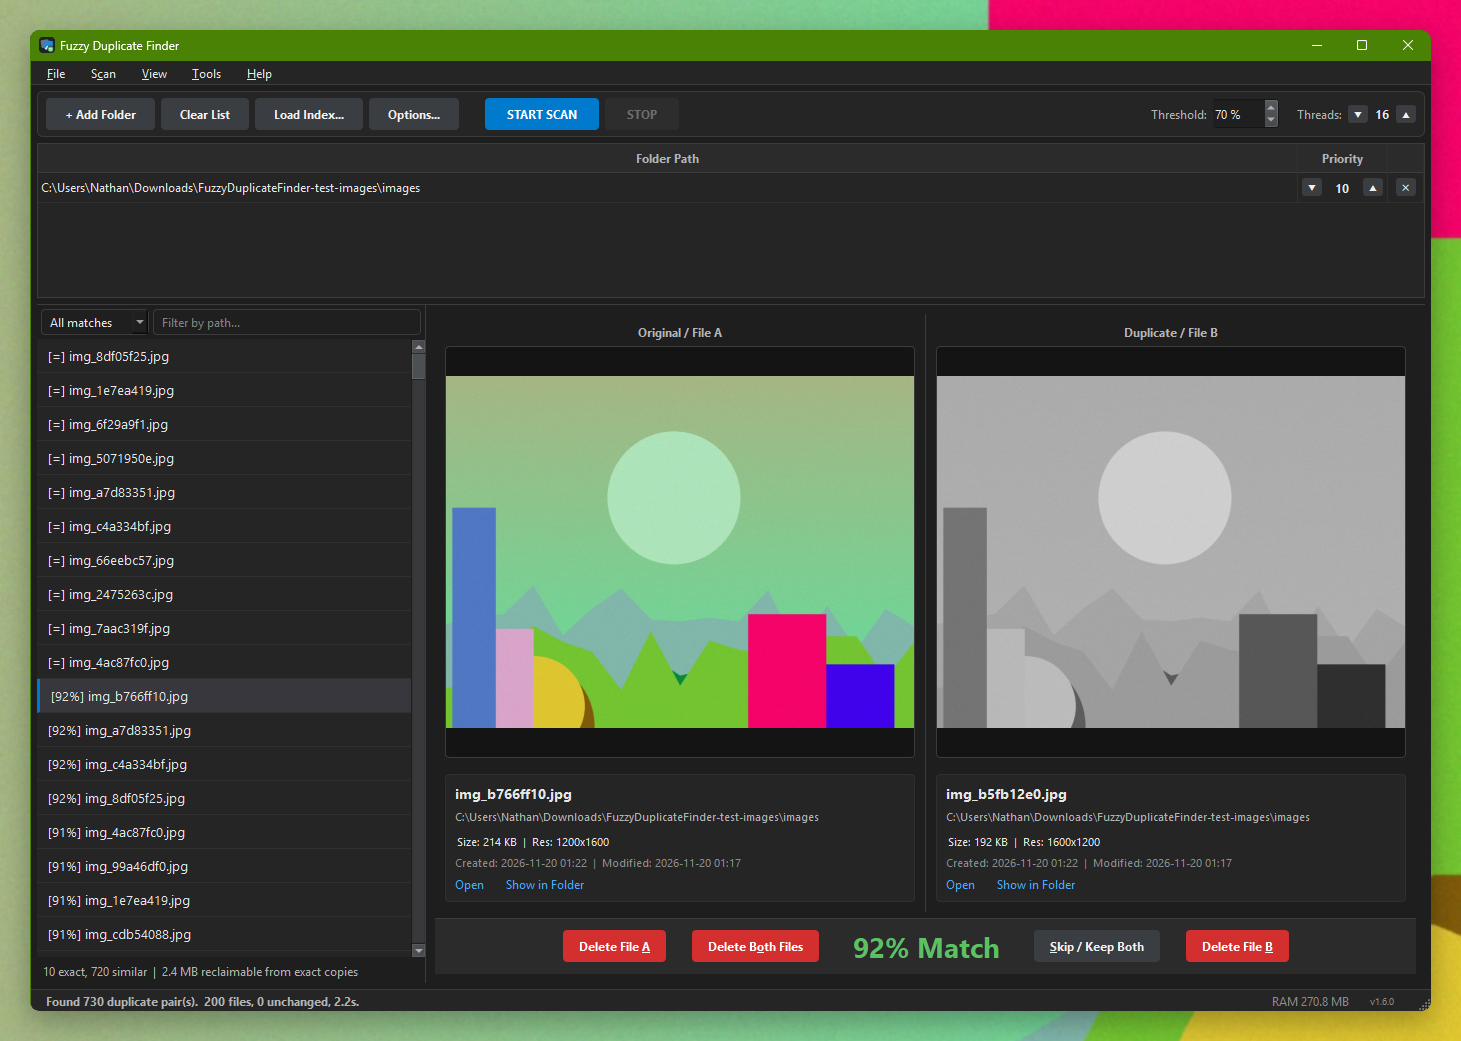 Fuzzy Duplicate Finder
File Scan View Tools Help
+ Add Folder Clear List Load Index... Options... START SCAN STOP Threshold: 70 % Threads: ▼ 16 ▲
Folder Path Priority
C:\Users\Nathan\Downloads\FuzzyDuplicateFinder-test-images\images ▼ 10 ▲ ×
All matches Filter by path...
[=] img_8df05f25.jpg
[=] img_1e7ea419.jpg
[=] img_6f29a9f1.jpg
[=] img_5071950e.jpg
[=] img_a7d83351.jpg
[=] img_c4a334bf.jpg
[=] img_66eebc57.jpg
[=] img_2475263c.jpg
[=] img_7aac319f.jpg
[=] img_4ac87fc0.jpg
[92%] img_b766ff10.jpg
[92%] img_a7d83351.jpg
[92%] img_c4a334bf.jpg
[92%] img_8df05f25.jpg
[91%] img_4ac87fc0.jpg
[91%] img_99a46df0.jpg
[91%] img_1e7ea419.jpg
[91%] img_cdb54088.jpg
10 exact, 720 similar | 2.4 MB reclaimable from exact copies
Original / File A
img_b766ff10.jpg
C:\Users\Nathan\Downloads\FuzzyDuplicateFinder-test-images\images
Size: 214 KB | Res: 1200x1600
Created: 2026-11-20 01:22 | Modified: 2026-11-20 01:17
Open Show in Folder
Duplicate / File B
img_b5fb12e0.jpg
C:\Users\Nathan\Downloads\FuzzyDuplicateFinder-test-images\images
Size: 192 KB | Res: 1600x1200
Created: 2026-11-20 01:22 | Modified: 2026-11-20 01:17
Open Show in Folder
Delete File A Delete Both Files 92% Match Skip / Keep Both Delete File B
Found 730 duplicate pair(s). 200 files, 0 unchanged, 2.2s. RAM 270.8 MB v1.6.0